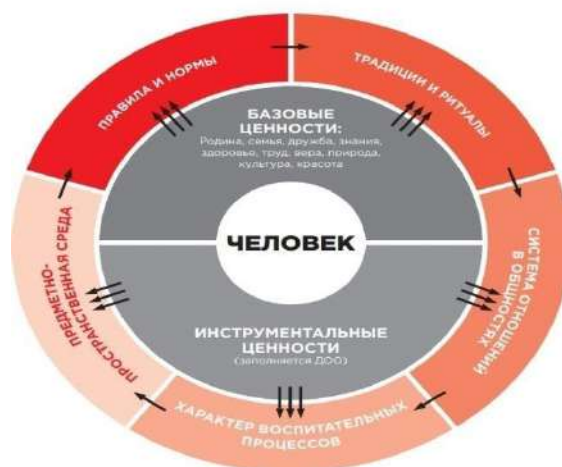 ПРАВИЛА И НОРМЫ
ТРАДИЦИИ И РИТУАЛЫ
БАЗОВЫЕ
ЦЕННОСТИ:
Родина, семья, дружба, знания,
здоровье, труд, вера, природа,
культура, красота
ЧЕЛОВЕК
ПРЕДМЕТНО-
ПРОСТРАНСТВЕННАЯ СРЕДА
СИСТЕМА ОТНОШЕНИЙ
В ОБЩНОСТЯХ
ИНСТРУМЕНТАЛЬНЫЕ
ЦЕННОСТИ
(заполняется ДОО)
ХАРАКТЕР ВОСПИТАТЕЛЬНЫХ
ПРОЦЕССОВ